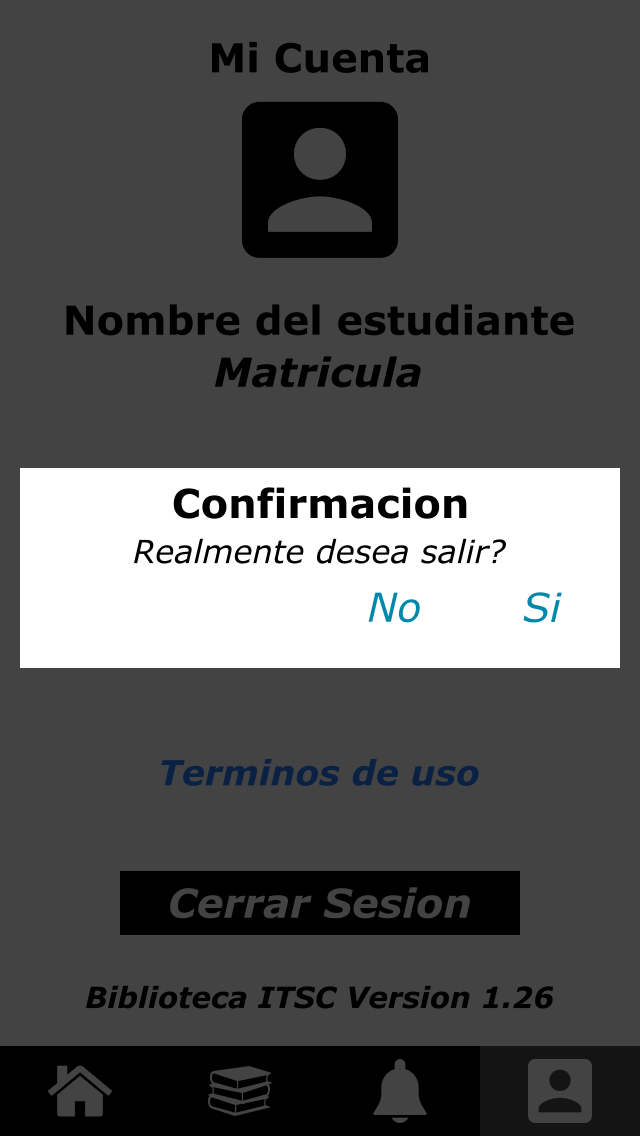 Mi Cuenta
Nombre del estudiante
Matricula
Confirmacion
Realmente desea salir?
No Si
Terminos de uso
Cerrar Sesion
Biblioteca ITSC Version 1.26